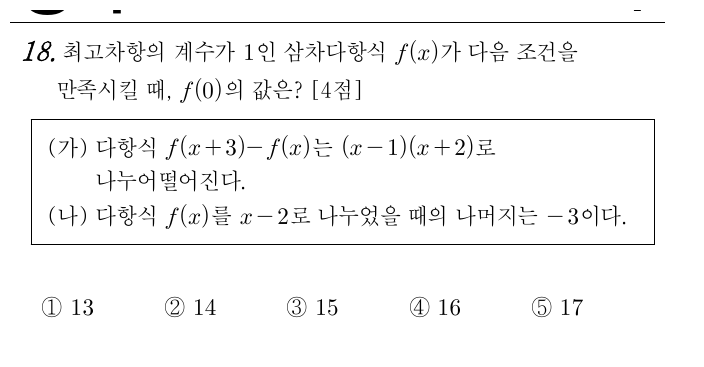 18. 최고차항의 계수가 1인 삼차다항식 f(x)가 다음 조건을
만족시킬 때, f(0)의 값은? [4점]
(가) 다항식 f(x+3)-f(x)는 (x-1)(x+2)로
나누어떨어진다.
(나) 다항식 f(x)를 x-2로 나누었을 때의 나머지는 -3이다.
① 13 ② 14 ③ 15 ④ 16 ⑤ 17